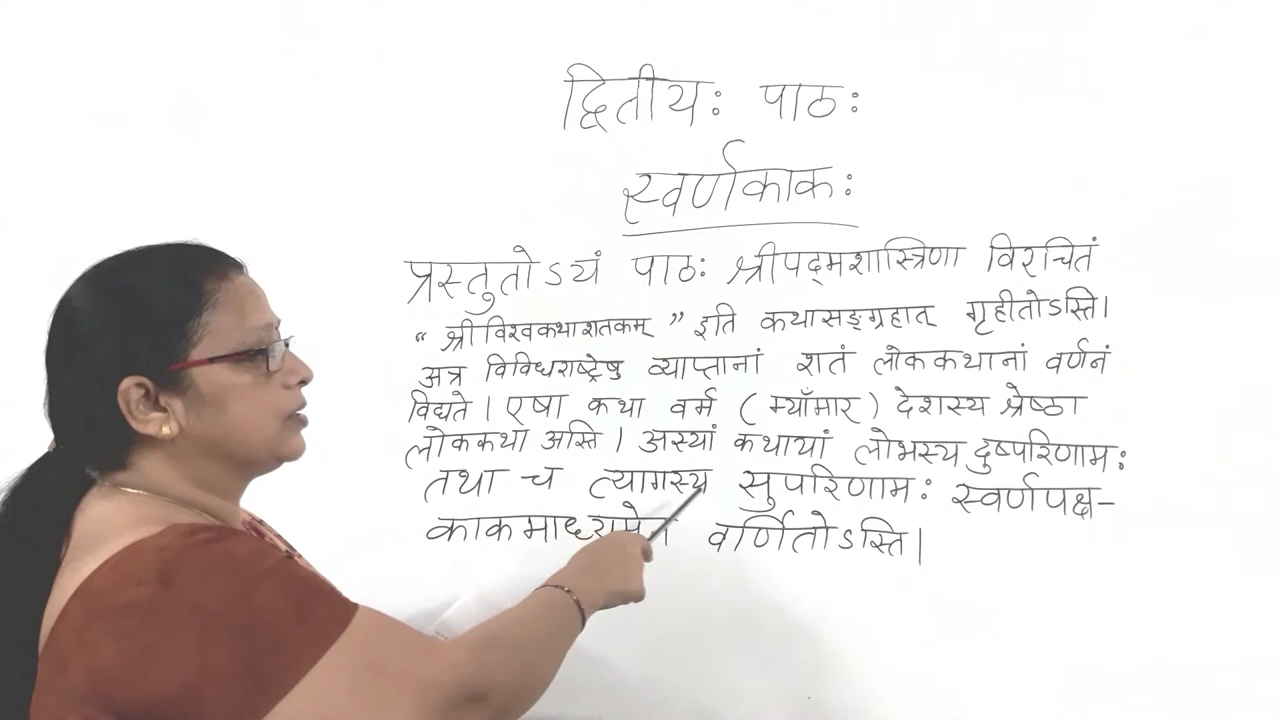 द्वितीयः पाठः
स्वर्णकाकः
प्रस्तुतोऽयं पाठः श्रीपद्मशास्त्रिणा विरचितं
“ श्रीविश्वकथाशतकम् ” इति कथासङ्ग्रहात् गृहीतोऽस्ति।
अत्र विविधराष्ट्रेषु व्याप्तानां शतं लोककथानां वर्णनं
विद्यते । एषा कथा वर्म ( म्याँमार ) देशस्य श्रेष्ठा
लोककथा अस्ति । अस्यां कथायां लोभस्य दुष्परिणामः
तथा च त्यागस्य सुपरिणामः स्वर्णपक्ष-
काकमाध्यमेन वर्णितोऽस्ति।